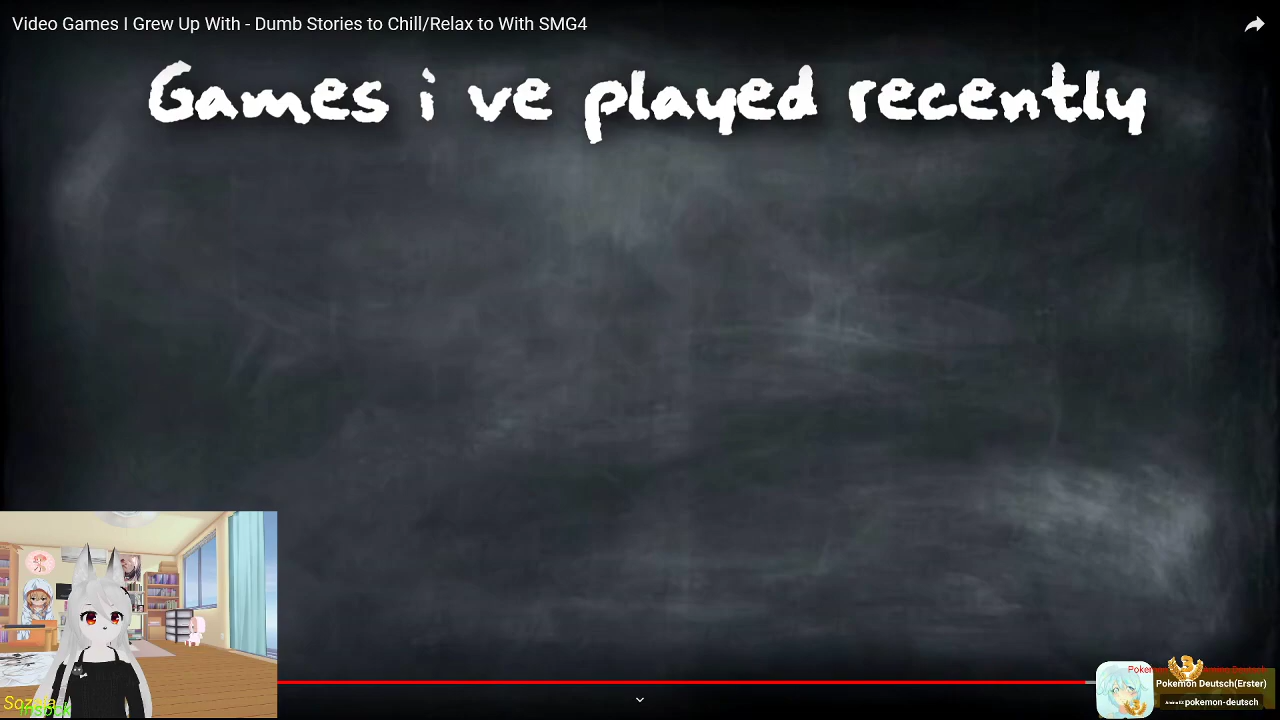 Video Games I Grew Up With - Dumb Stories to Chill/Relax to With SMG4
Games i ve played recently
Pokemon Deutsch(Erster)
pokemon-deutsch